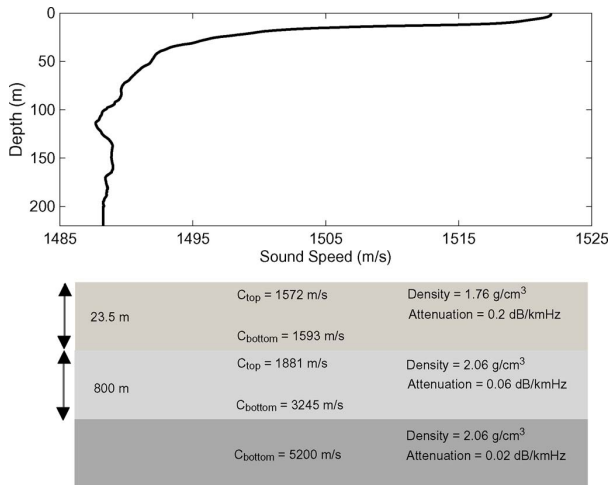 0
50
100
150
200
Depth (m)
1485 1495 1505 1515 1525
Sound Speed (m/s)
23.5 m
Ctop = 1572 m/s
Density = 1.76 g/cm3
Attenuation = 0.2 dB/kmHz
Cbottom = 1593 m/s
800 m
Ctop = 1881 m/s
Density = 2.06 g/cm3
Attenuation = 0.06 dB/kmHz
Cbottom = 3245 m/s
Density = 2.06 g/cm3
Cbottom = 5200 m/s
Attenuation = 0.02 dB/kmHz